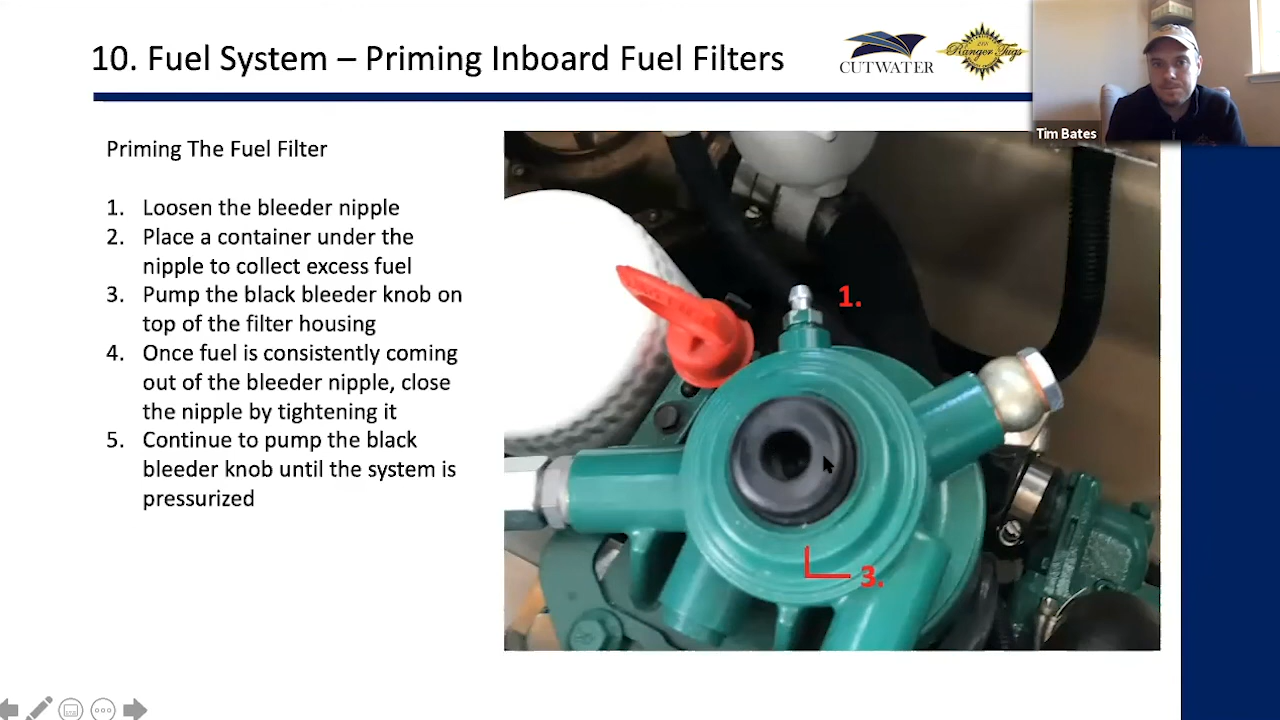 10. Fuel System – Priming Inboard Fuel Filters
CUTWATER
Ranger Tugs
Tim Bates
Priming The Fuel Filter
1. Loosen the bleeder nipple
2. Place a container under the
nipple to collect excess fuel
3. Pump the black bleeder knob on
top of the filter housing
4. Once fuel is consistently coming
out of the bleeder nipple, close
the nipple by tightening it
5. Continue to pump the black
bleeder knob until the system is
pressurized
1.
3.